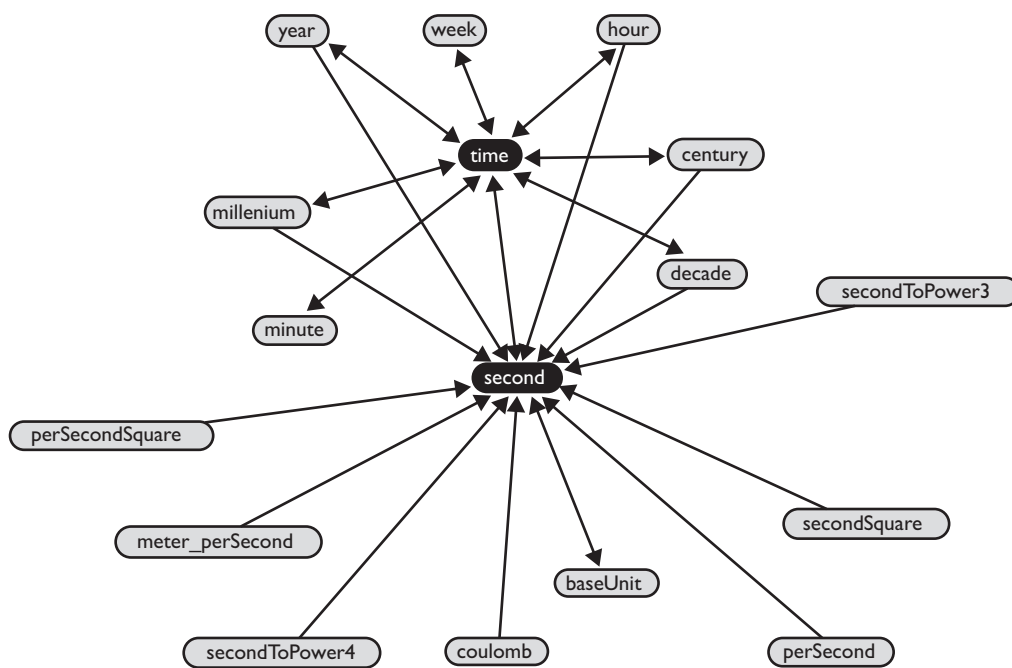 year
week
hour
time
century
millenium
decade
secondToPower3
minute
second
perSecondSquare
secondSquare
meter_perSecond
baseUnit
secondToPower4
coulomb
perSecond